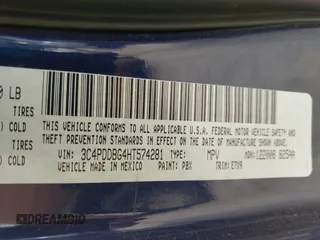 0 LB
TIRES
) COLD
THIS VEHICLE CONFORMS TO ALL APPLICABLE U.S.A.
FEDERAL MOTOR VEHICLE SAFETY AND
THEFT PREVENTION STANDARDS IN EFFECT ON THE
DATE OF MANUFACTURE SHOWN ABOVE.
TIRES
COLD
VIN: 3C4PDDBG4HT574281 TYPE: MPV
VEHICLE MADE IN MEXICO PAINT: PBX TRIM:
DREAMBID